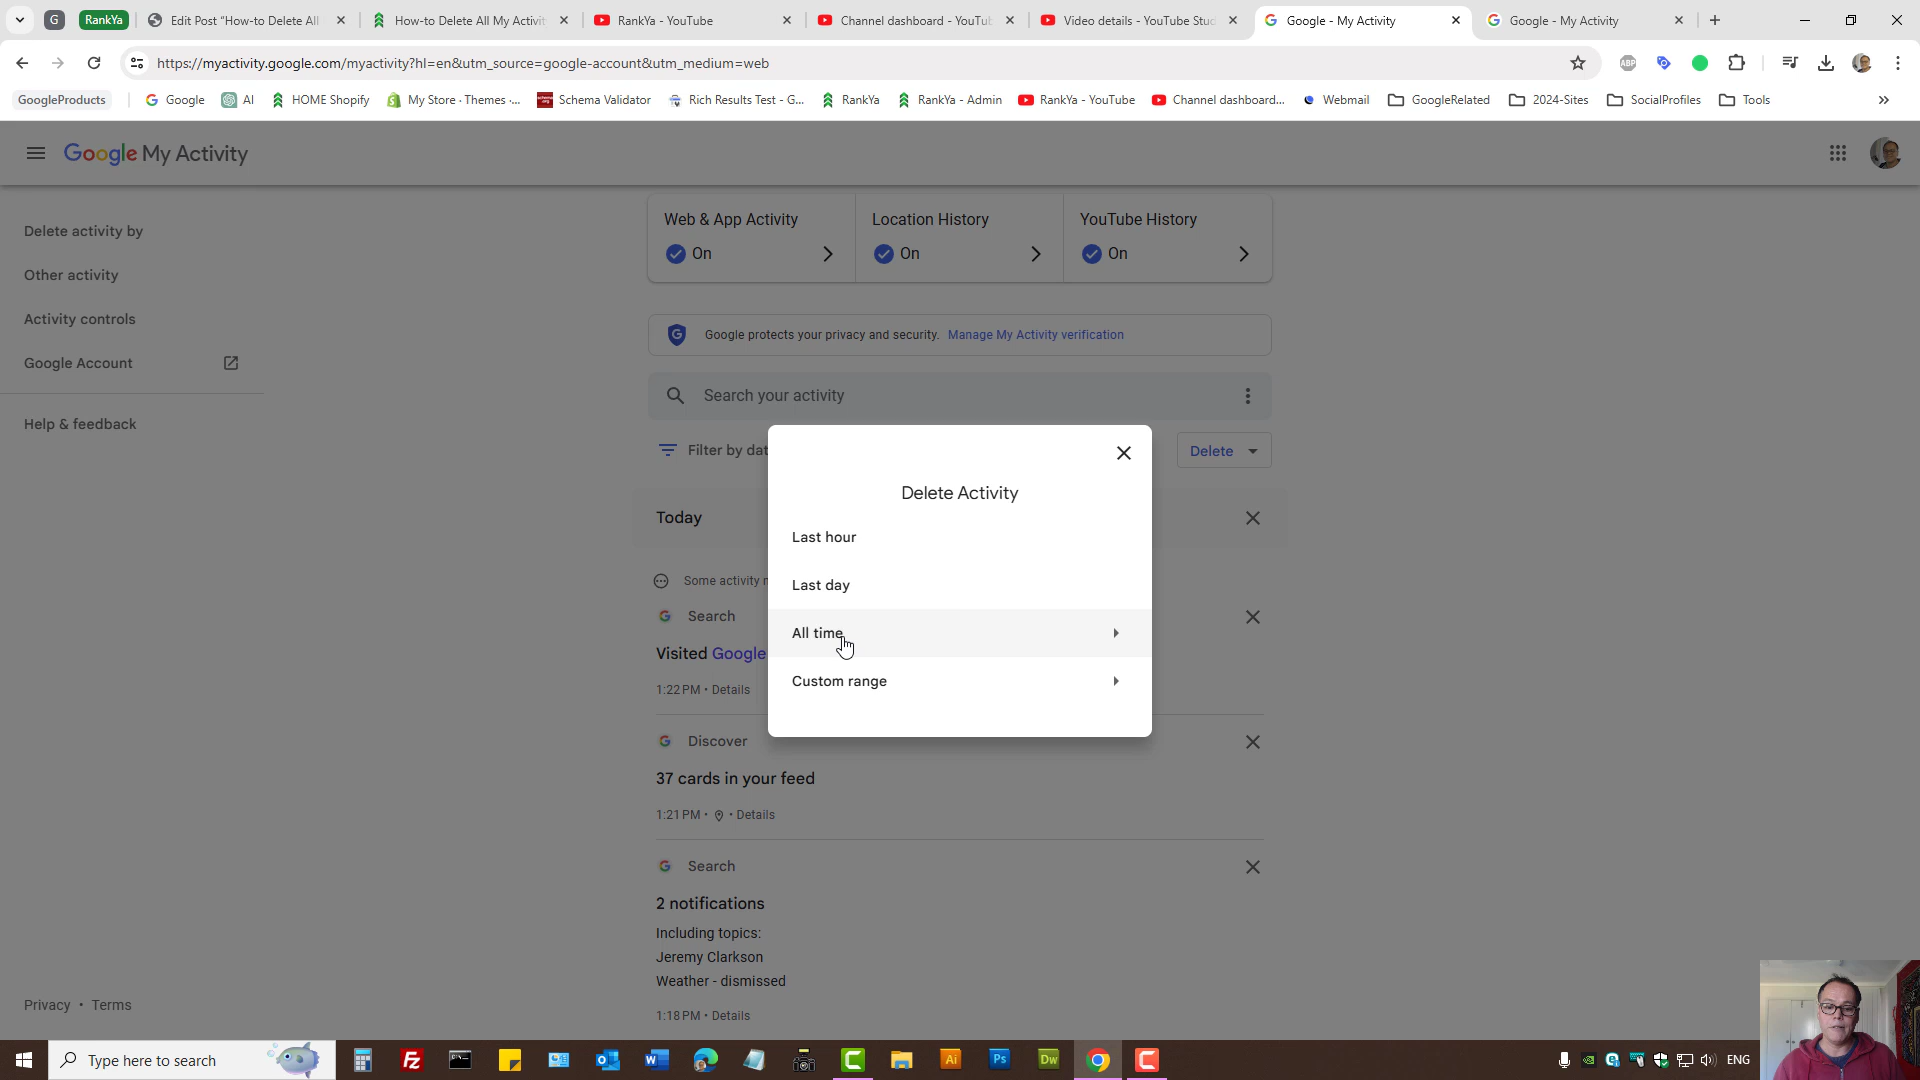 G
RankYa
Edit Post "How-to Delete All
How-to Delete All My Activity
RankYa - YouTube
Channel dashboard - YouTub
Video details - YouTube Stud
Google - My Activity
Google - My Activity
https://myactivity.google.com/myactivity?hl=en&utm_source=google-account&utm_medium=web
ABP
GoogleProducts
Google
AI
HOME Shopify
My Store · Themes ·...
Schema Validator
Rich Results Test - G...
RankYa
RankYa - Admin
RankYa - YouTube
Channel dashboard...
Webmail
GoogleRelated
2024-Sites
SocialProfiles
Tools
Google My Activity
Delete activity by
Other activity
Activity controls
Google Account
Help & feedback
Web & App Activity
On
Location History
On
YouTube History
On
Google protects your privacy and security. Manage My Activity verification
Search your activity
Filter by dat
Delete
Delete Activity
Last hour
Last day
All time
Custom range
Today
Some activity
Search
Visited Google
1:22 PM • Details
Discover
37 cards in your feed
1:21 PM • • Details
Search
2 notifications
Including topics:
Jeremy Clarkson
Weather - dismissed
1:18 PM • Details
Privacy • Terms
Type here to search
Fz
Ai
Ps
Dw
ENG